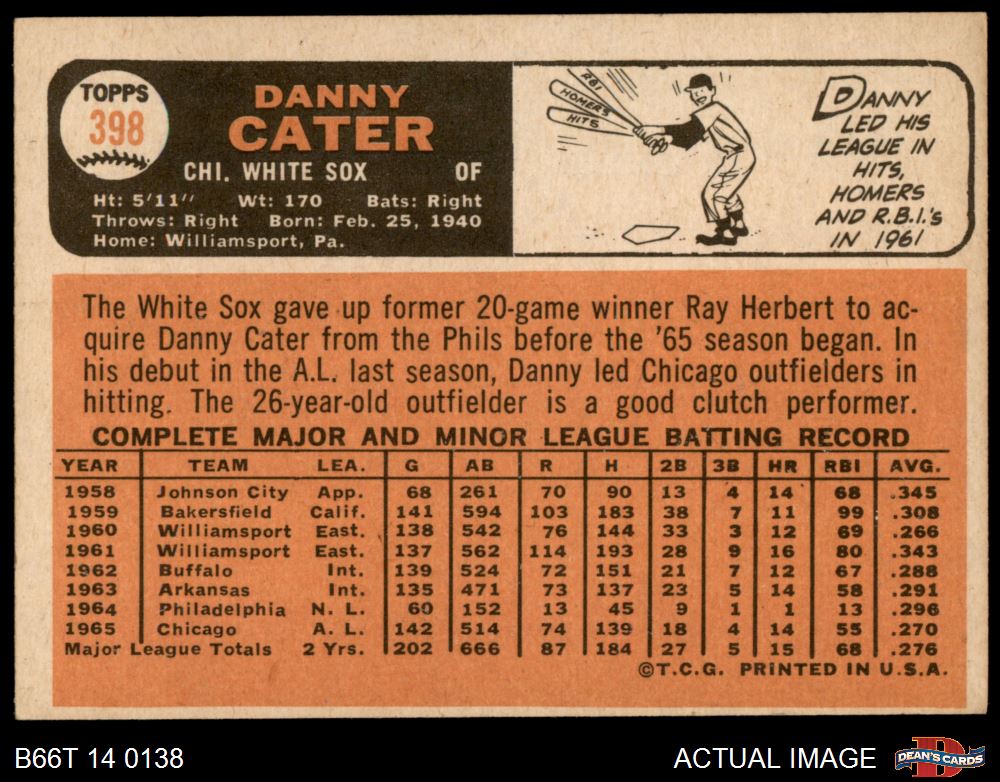 TOPPS
398
DANNY
CATER
CHI. WHITE SOX OF
Ht: 5'11" Wt: 170 Bats: Right
Throws: Right Born: Feb. 25, 1940
Home: Williamsport, Pa.
RBI
HOMERS
HITS
DANNY
LED HIS
LEAGUE IN
HITS,
HOMERS
AND R.B.I.'s
IN 1961
The White Sox gave up former 20-game winner Ray Herbert to ac-
quire Danny Cater from the Phils before the '65 season began. In
his debut in the A.L. last season, Danny led Chicago outfielders in
hitting. The 26-year-old outfielder is a good clutch performer.
COMPLETE MAJOR AND MINOR LEAGUE BATTING RECORD
YEAR TEAM LEA. G AB R H 2B 3B HR RBI AVG.
1958 Johnson City App. 68 261 70 90 13 4 14 68 .345
1959 Bakersfield Calif. 141 594 103 183 38 7 11 99 .308
1960 Williamsport East. 138 542 76 144 33 3 12 69 .266
1961 Williamsport East. 137 562 114 193 28 9 16 80 .343
1962 Buffalo Int. 139 524 72 151 21 7 12 67 .288
1963 Arkansas Int. 135 471 73 137 23 5 14 58 .291
1964 Philadelphia N. L. 60 152 13 45 9 1 1 13 .296
1965 Chicago A. L. 142 514 74 139 18 4 14 55 .270
Major League Totals 2 Yrs. 202 666 87 184 27 5 15 68 .276
©T.C.G. PRINTED IN U.S.A.
B66T 14 0138
ACTUAL IMAGE
D
DEAN'S CARDS